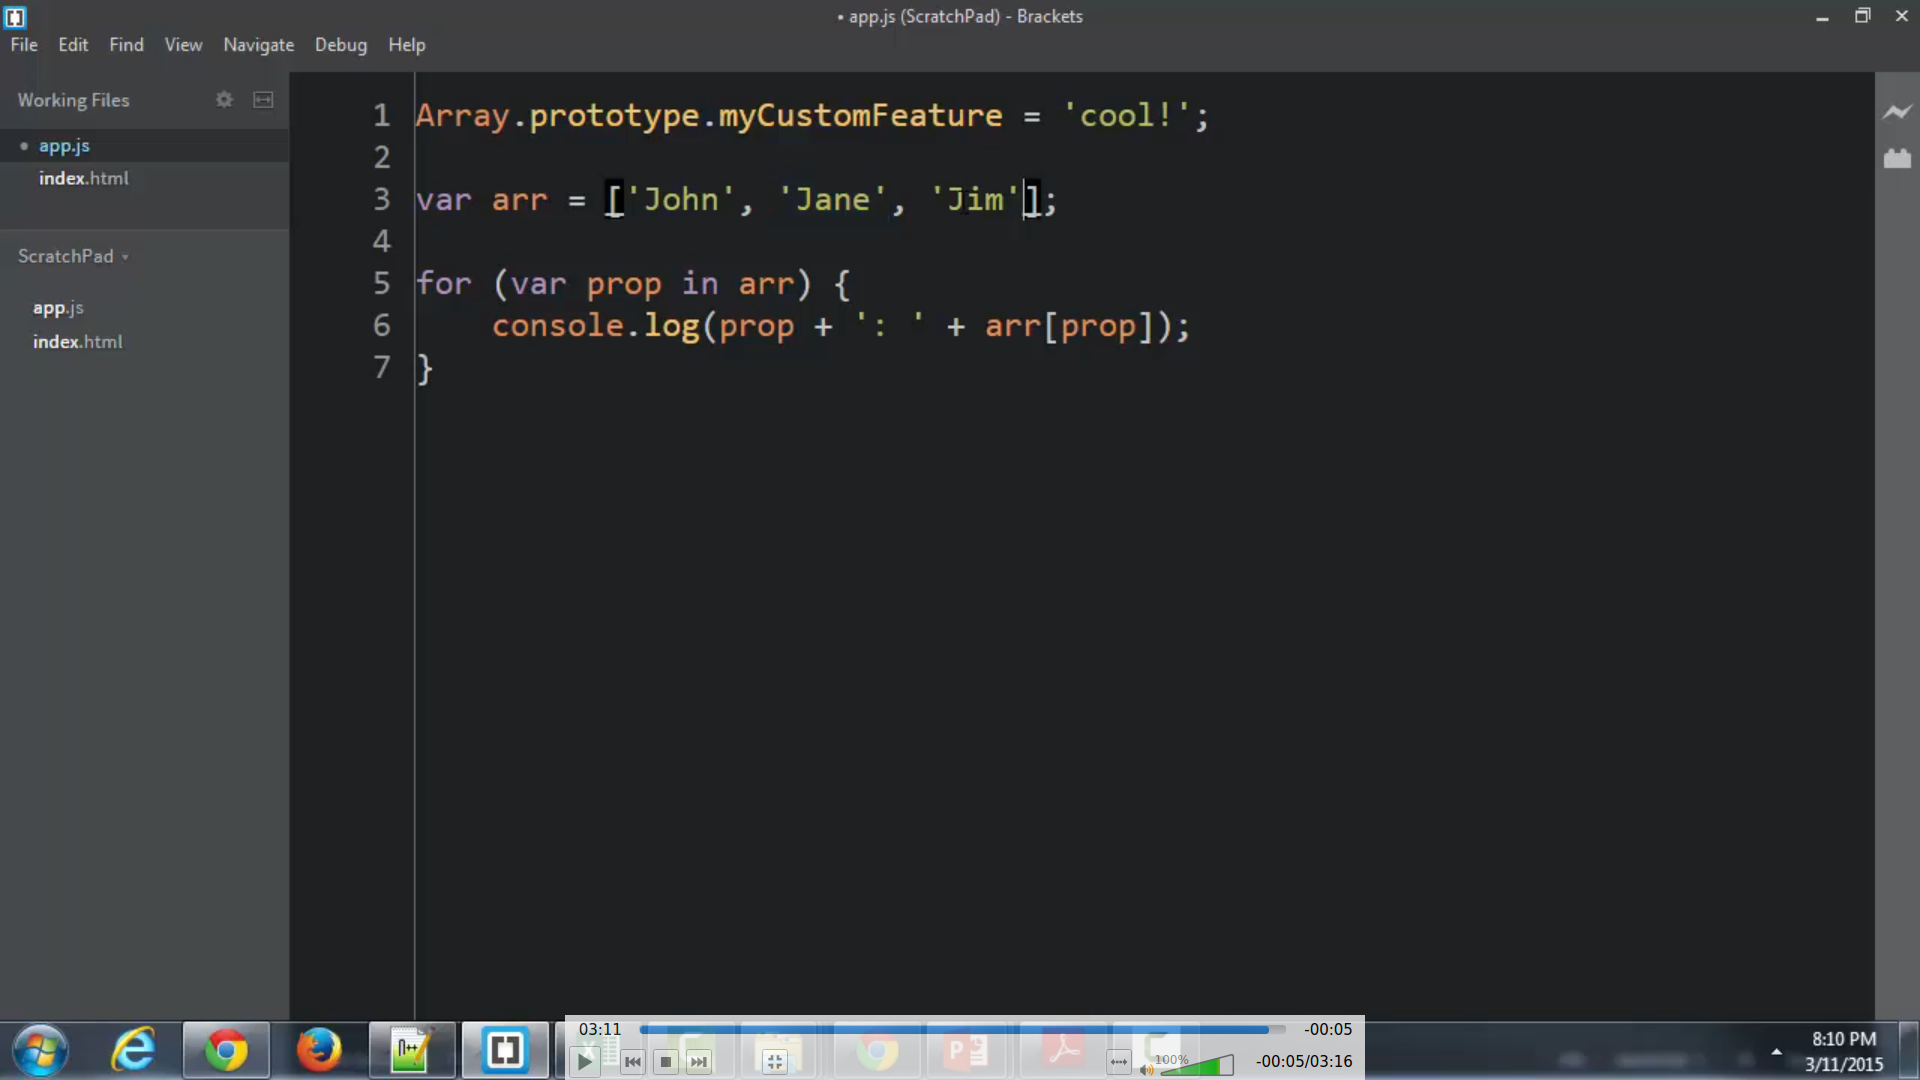 • app.js (ScratchPad) - Brackets
File Edit Find View Navigate Debug Help
Working Files
• app.js
index.html
ScratchPad
app.js
index.html
1 Array.prototype.myCustomFeature = 'cool!';
2
3 var arr = ['John', 'Jane', 'Jim'];
4
5 for (var prop in arr) {
6     console.log(prop + ': ' + arr[prop]);
7 }
03:11 -00:05
100% -00:05/03:16
8:10 PM
3/11/2015